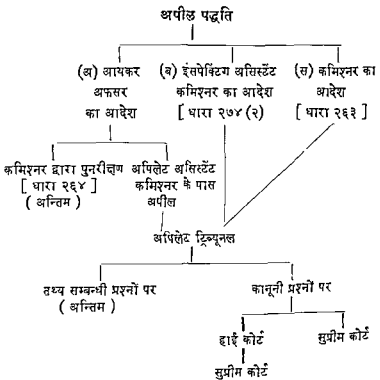 अपील पद्धति
(अ) आयकर अफसर का आदेश
(ब) इंसपेक्टिंग असिस्टेंट कमिश्नर का आदेश [ धारा २७४ (२) ]
(स) कमिश्नर का आदेश [ धारा २६३ ]
कमिश्नर द्वारा पुनरीक्षण [ धारा २६४ ] ( अन्तिम )
अपिलेट असिस्टेंट कमिश्नर के पास अपील
अपिलेट ट्रिब्यूनल
तथ्य सम्बन्धी प्रश्नों पर ( अन्तिम )
कानूनी प्रश्नों पर
हाई कोर्ट
सुप्रीम कोर्ट
सुप्रीम कोर्ट